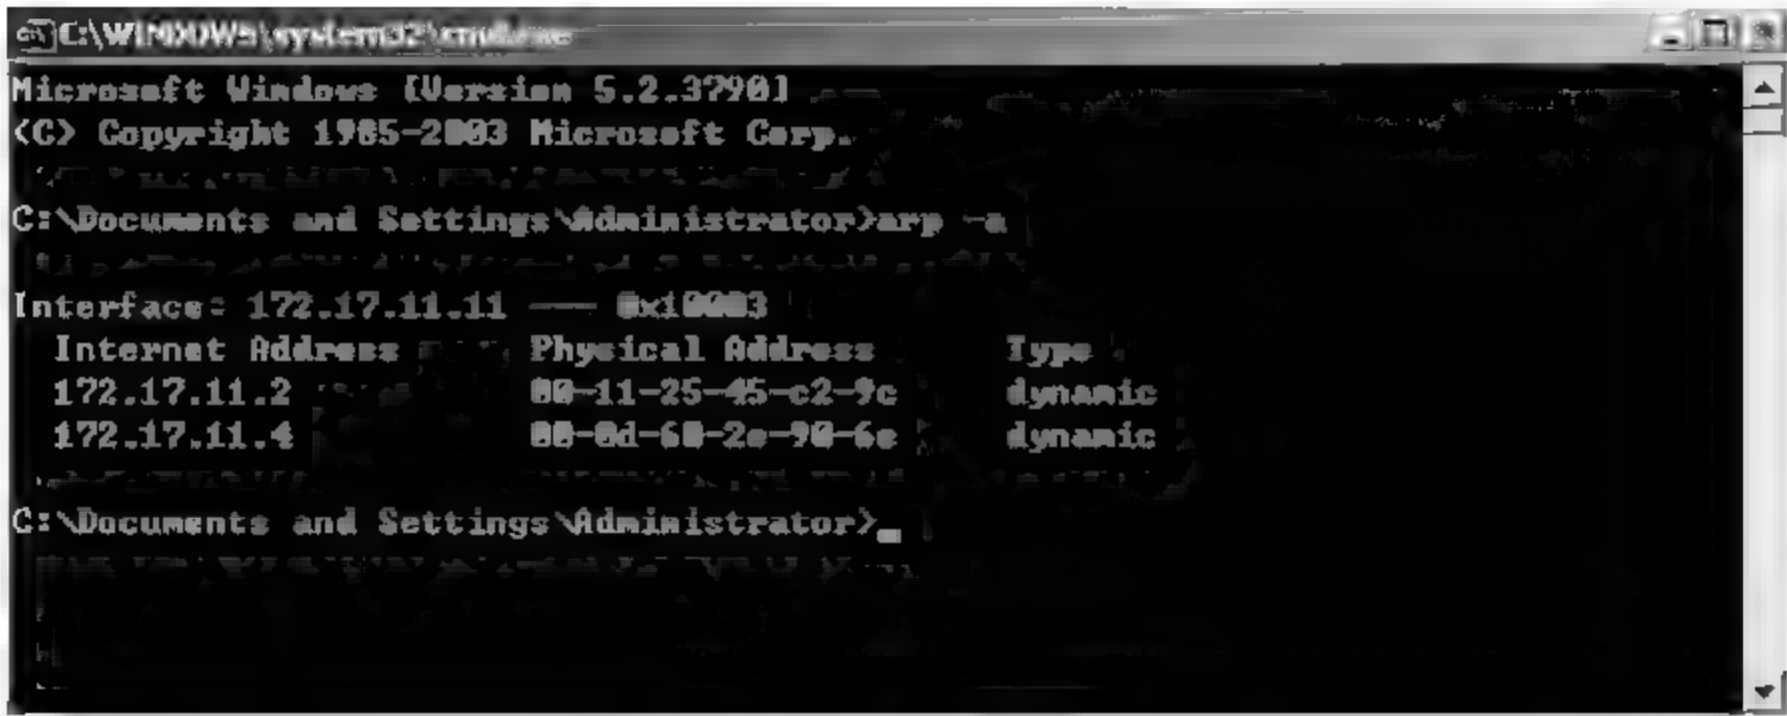 C:\WINDOWS\system32\cmd.exe
Microsoft Windows [Version 5.2.3790]
(C) Copyright 1985-2003 Microsoft Corp.
C:\Documents and Settings\Administrator>arp -a
Interface: 172.17.11.11 --- 0x10003
Internet Address Physical Address Type
172.17.11.2 00-11-25-45-c2-9c dynamic
172.17.11.4 00-0d-60-2e-90-6e dynamic
C:\Documents and Settings\Administrator>_